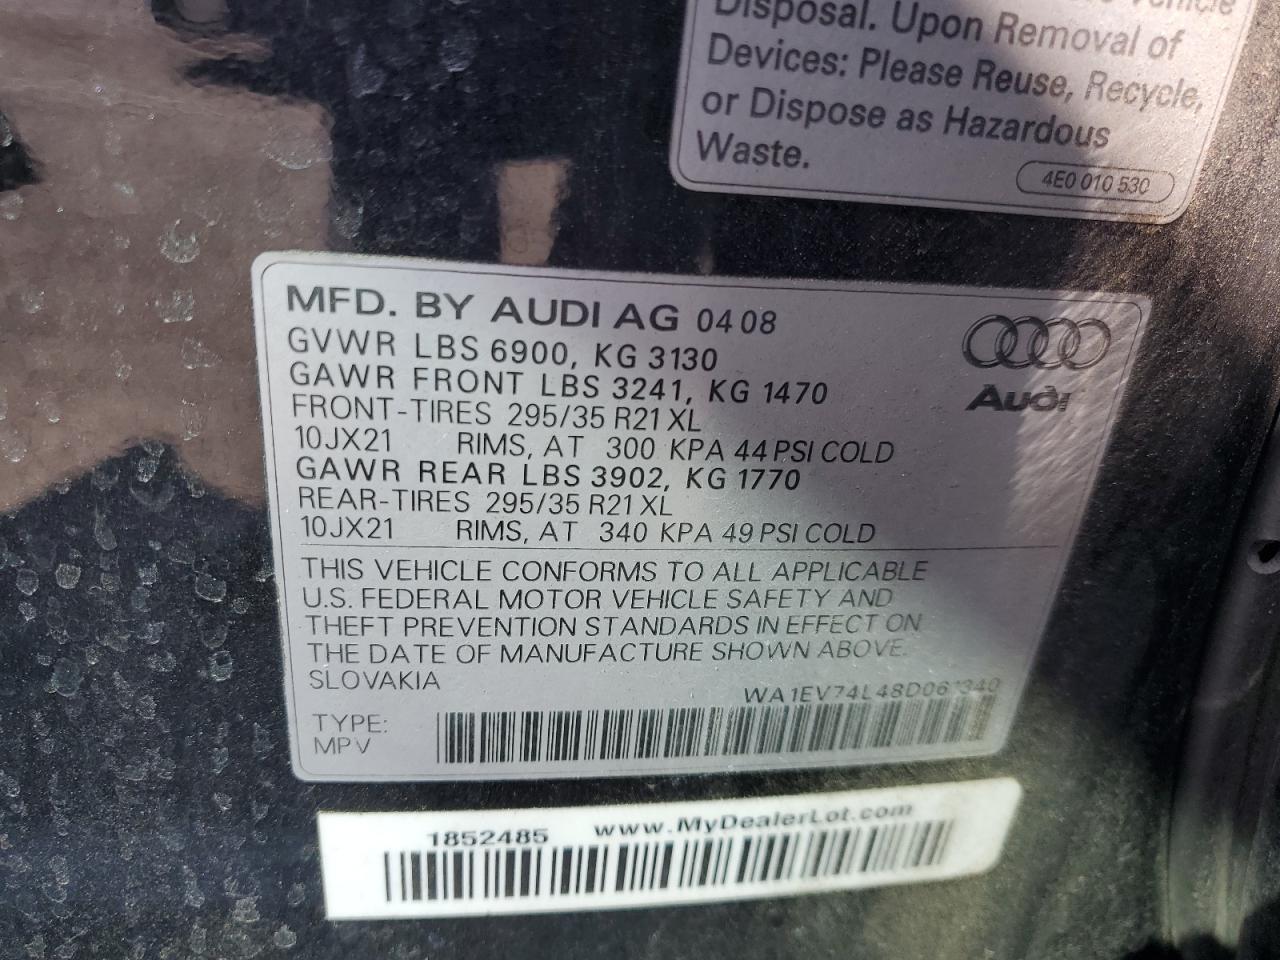 Disposal. Upon Removal of
Devices: Please Reuse, Recycle,
or Dispose as Hazardous
Waste.
4E0 010 530
MFD. BY AUDI AG 04 08
GVWR LBS 6900, KG 3130
GAWR FRONT LBS 3241, KG 1470
FRONT-TIRES 295/35 R21 XL
10JX21 RIMS, AT 300 KPA 44 PSI COLD
GAWR REAR LBS 3902, KG 1770
REAR-TIRES 295/35 R21 XL
10JX21 RIMS, AT 340 KPA 49 PSI COLD
Audi
THIS VEHICLE CONFORMS TO ALL APPLICABLE
U.S. FEDERAL MOTOR VEHICLE SAFETY AND
THEFT PREVENTION STANDARDS IN EFFECT ON
THE DATE OF MANUFACTURE SHOWN ABOVE.
SLOVAKIA
TYPE:
MPV
1852485 www.MyDealerLot.com